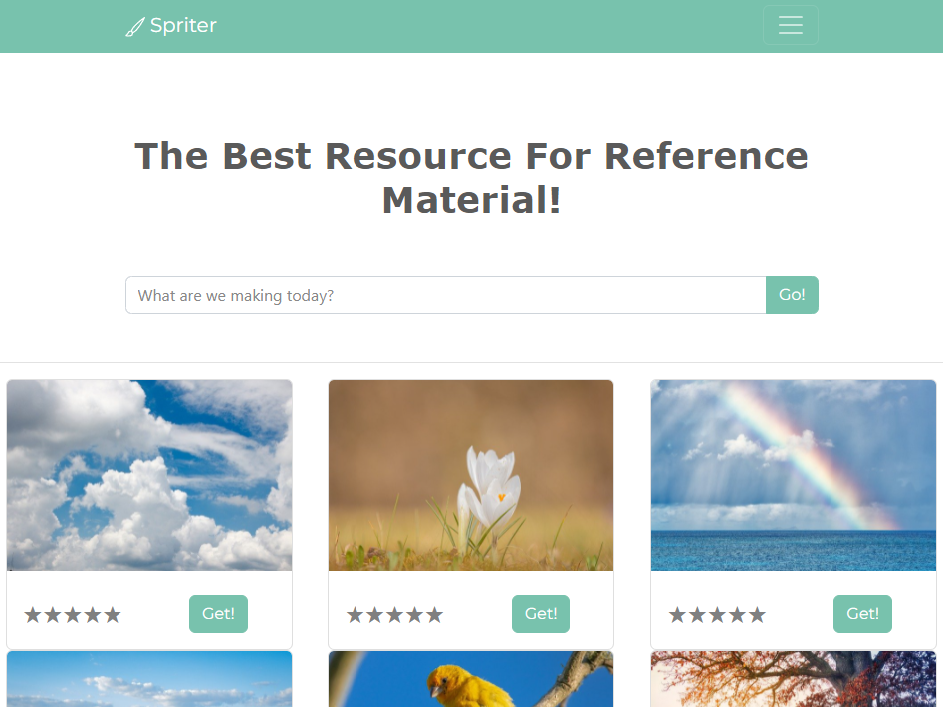 Spriter
The Best Resource For Reference
Material!
What are we making today?
Go!
Get!
Get!
Get!